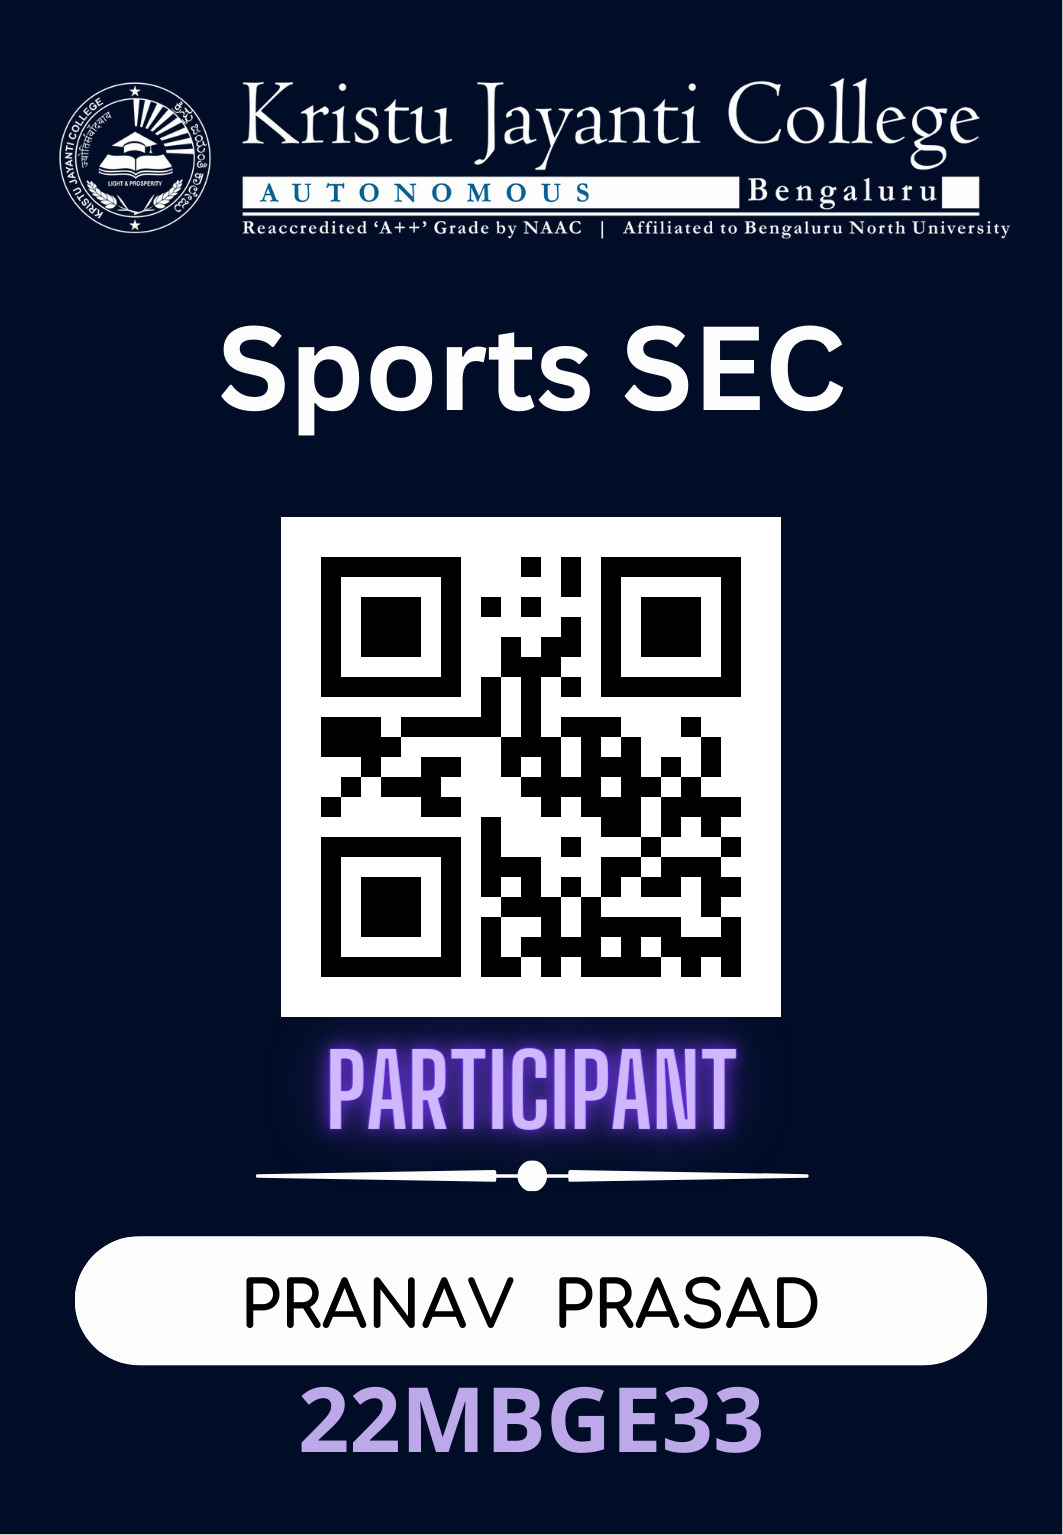 KRISTU JAYANTI COLLEGE
ज्योतिसंवादाय
ಕ್ರಿಸ್ತು ಜಯಂತಿ ಕಾಲೇಜು
LIGHT & PROSPERITY
Kristu Jayanti College
AUTONOMOUS Bengaluru
Reaccredited ‘A++’ Grade by NAAC | Affiliated to Bengaluru North University
Sports SEC
PARTICIPANT
PRANAV PRASAD
22MBGE33